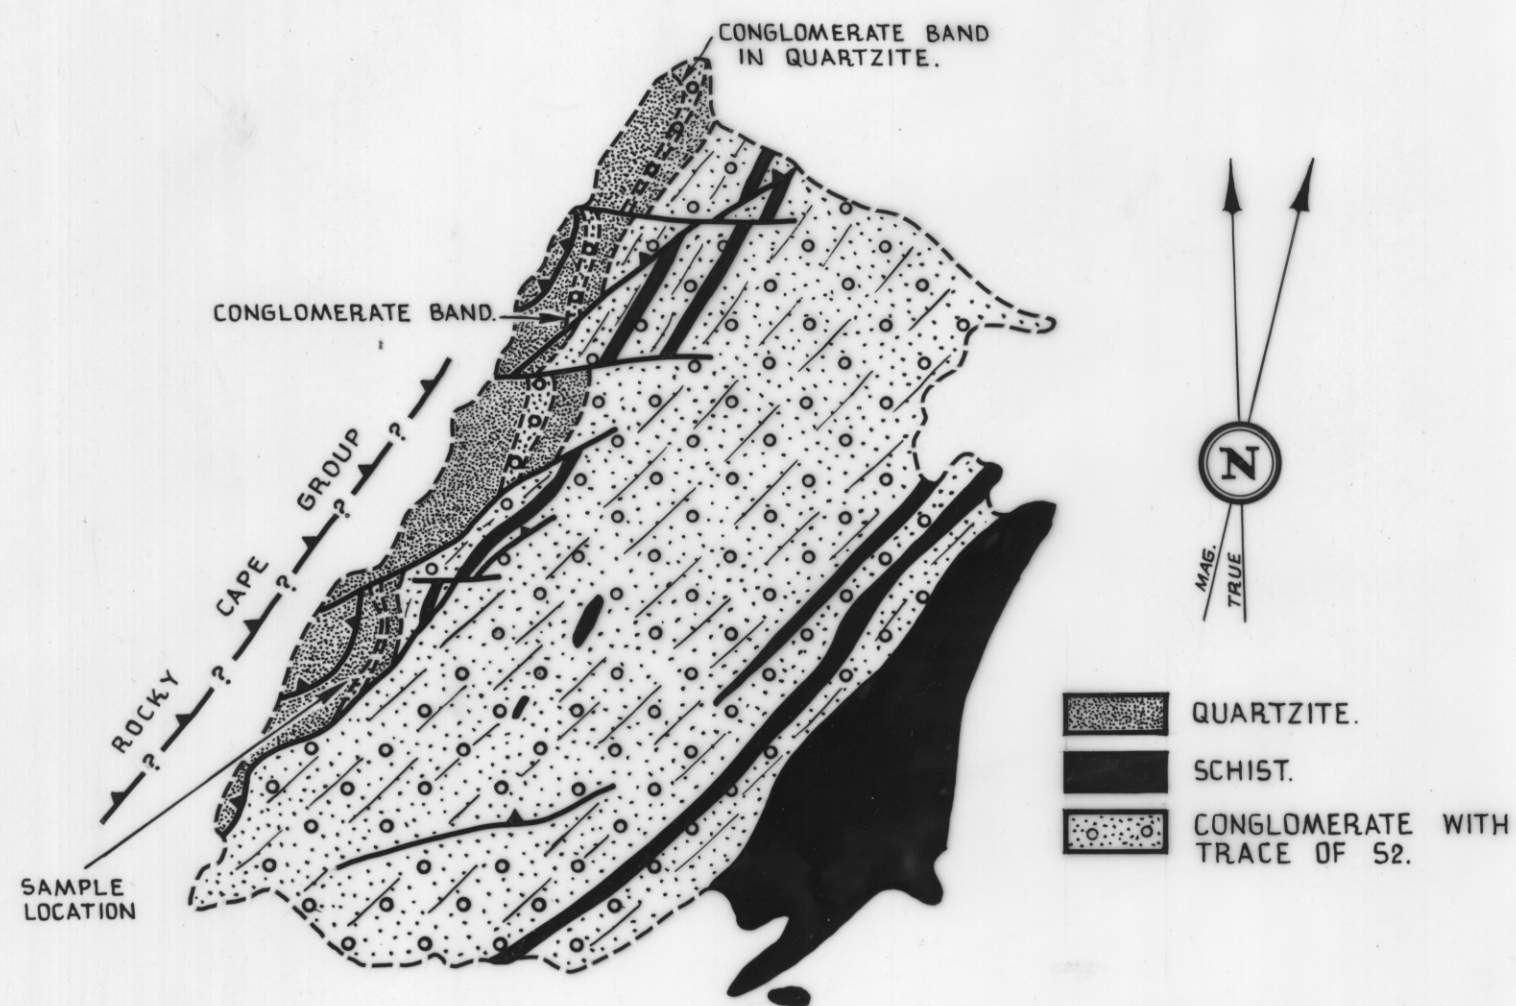 CONGLOMERATE BAND
IN QUARTZITE.
CONGLOMERATE BAND.
ROCKY CAPE GROUP
?
?
?
?
?
SAMPLE
LOCATION
N
MAG.
TRUE
QUARTZITE.
SCHIST.
CONGLOMERATE WITH
TRACE OF S2.